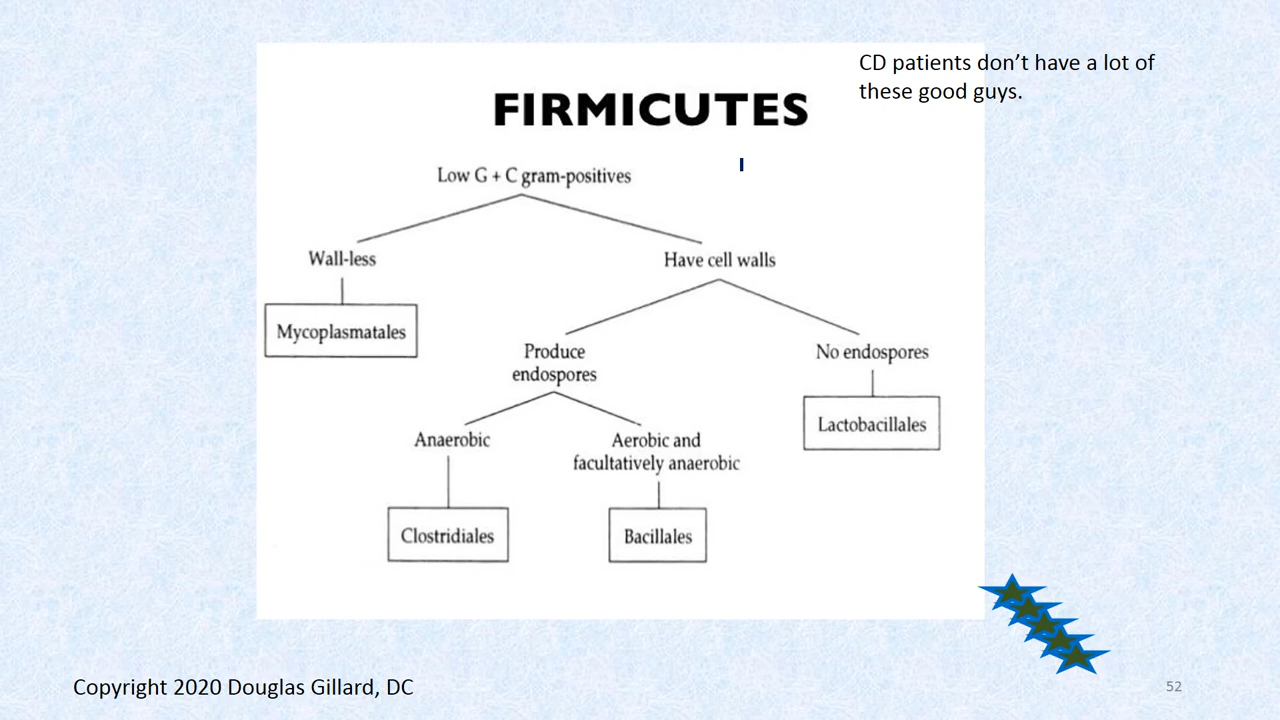 CD patients don't have a lot of
these good guys.
FIRMICUTES
Low G + C gram-positives
Wall-less
Have cell walls
Mycoplasmatales
Produce
endospores
No endospores
Lactobacillales
Anaerobic
Aerobic and
facultatively anaerobic
Clostridiales
Bacillales
Copyright 2020 Douglas Gillard, DC
52